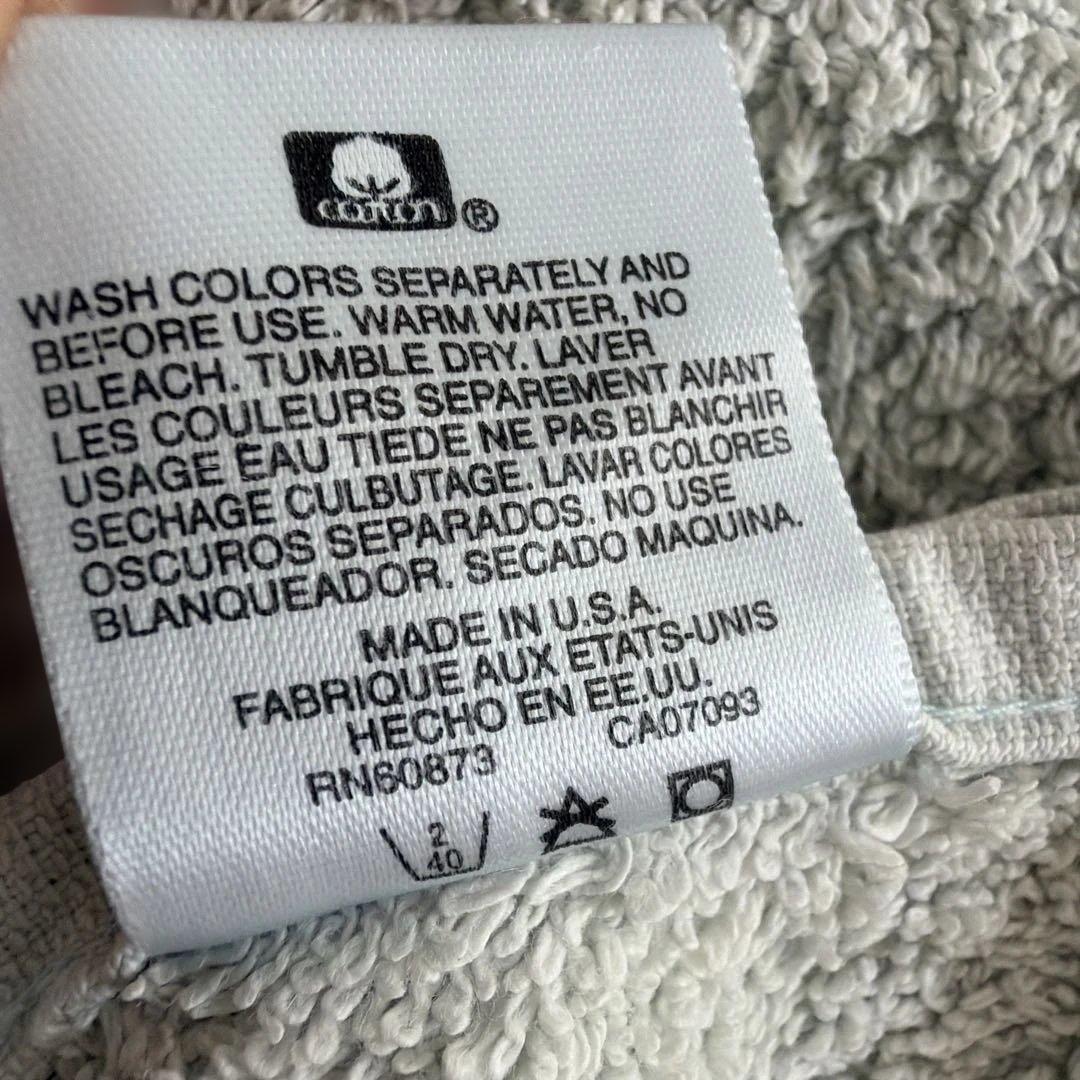 cotton ®
WASH COLORS SEPARATELY AND
BEFORE USE. WARM WATER, NO
BLEACH. TUMBLE DRY. LAVER
LES COULEURS SEPAREMENT AVANT
USAGE EAU TIEDE NE PAS BLANCHIR
SECHAGE CULBUTAGE. LAVAR COLORES
OSCUROS SEPARADOS. NO USE
BLANQUEADOR. SECADO MAQUINA.
MADE IN U.S.A.
FABRIQUE AUX ETATS-UNIS
HECHO EN EE.UU.
RN60873 CA07093
2
40